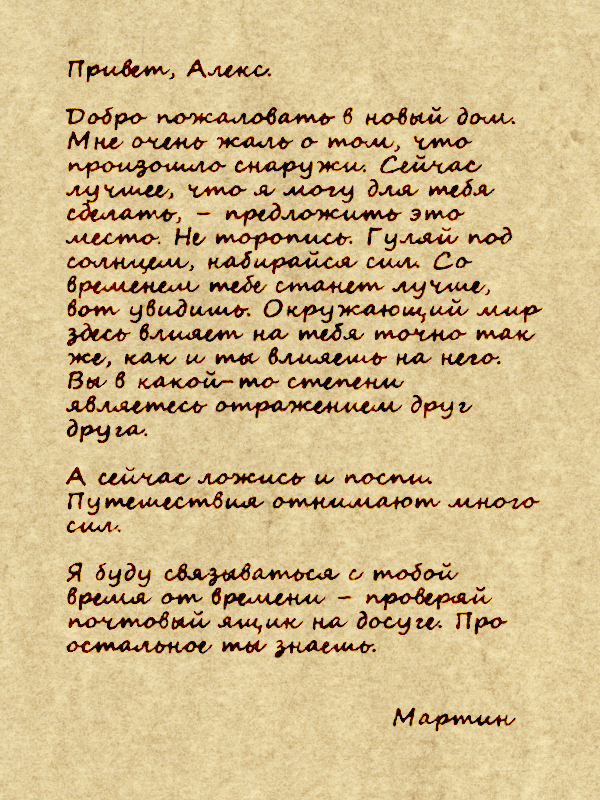 Привет, Алекс.
Добро пожаловать в новый дом.
Мне очень жаль о том, что
произошло снаружи. Сейчас
лучшее, что я могу для тебя
сделать, – предложить это
место. Не торопись. Гуляй под
солнцем, набирайся сил. Со
временем тебе станет лучше,
вот увидишь. Окружающий мир
здесь влияет на тебя точно так
же, как и ты влияешь на него.
Вы в какой-то степени
являетесь отражением друг
друга.
А сейчас ложись и поспи.
Путешествия отнимают много
сил.
Я буду связываться с тобой
время от времени – проверяй
почтовый ящик на досуге. Про
остальное ты знаешь.
Мартин